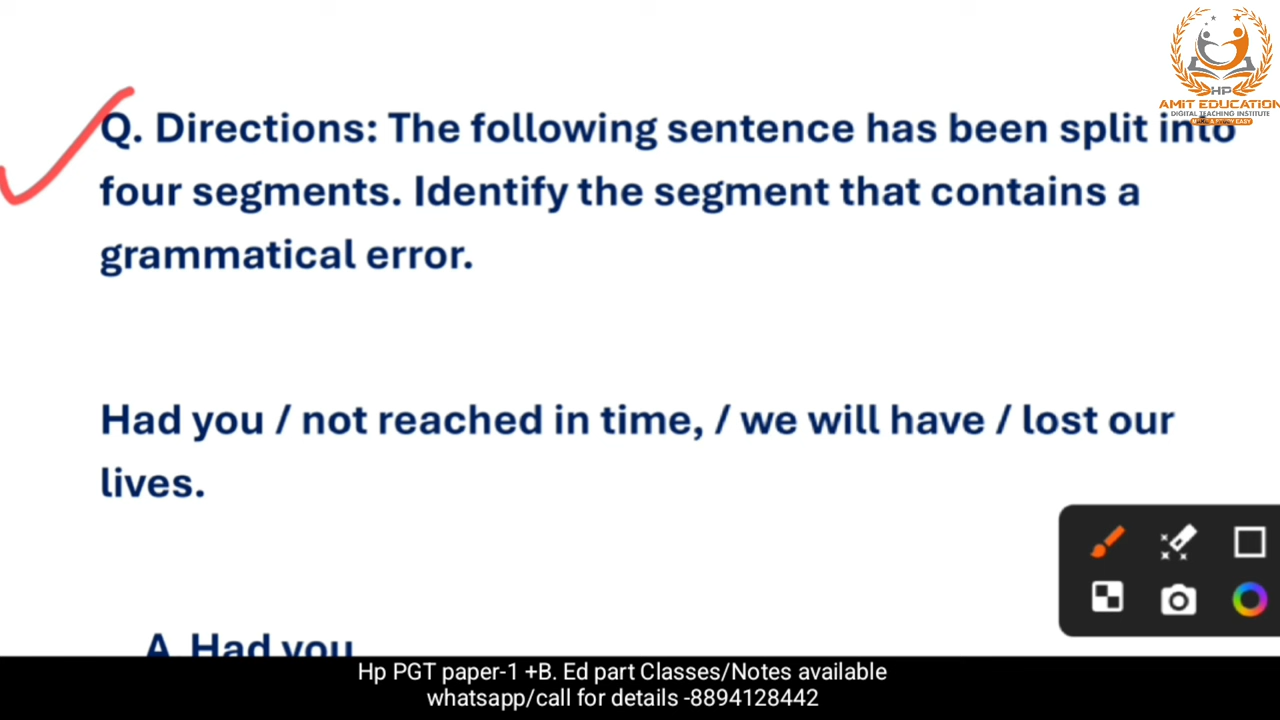 HP
AMIT EDUCATION
DIGITAL TEACHING INSTITUTE
Q. Directions: The following sentence has been split into
four segments. Identify the segment that contains a
grammatical error.
Had you / not reached in time, / we will have / lost our
lives.
A. Had you
Hp PGT paper-1 +B. Ed part Classes/Notes available
whatsapp/call for details -8894128442